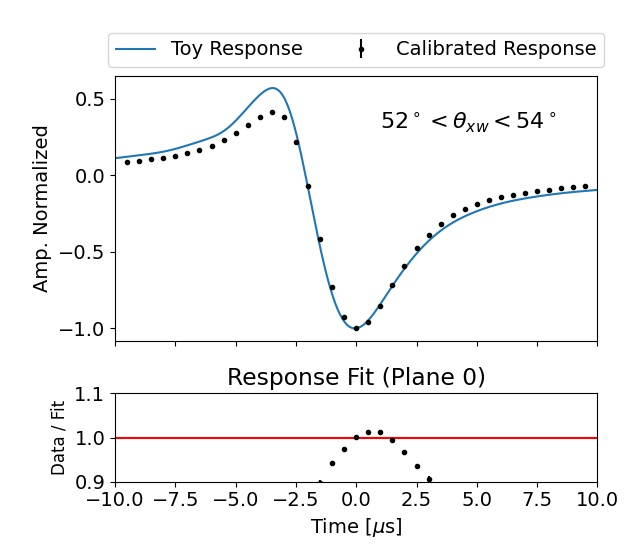 Toy Response
Calibrated Response
0.5
0.0
−0.5
−1.0
Amp. Normalized
52° < θxw < 54°
Response Fit (Plane 0)
1.1
1.0
0.9
Data / Fit
−10.0 −7.5 −5.0 −2.5 0.0 2.5 5.0 7.5 10.0
Time [μs]